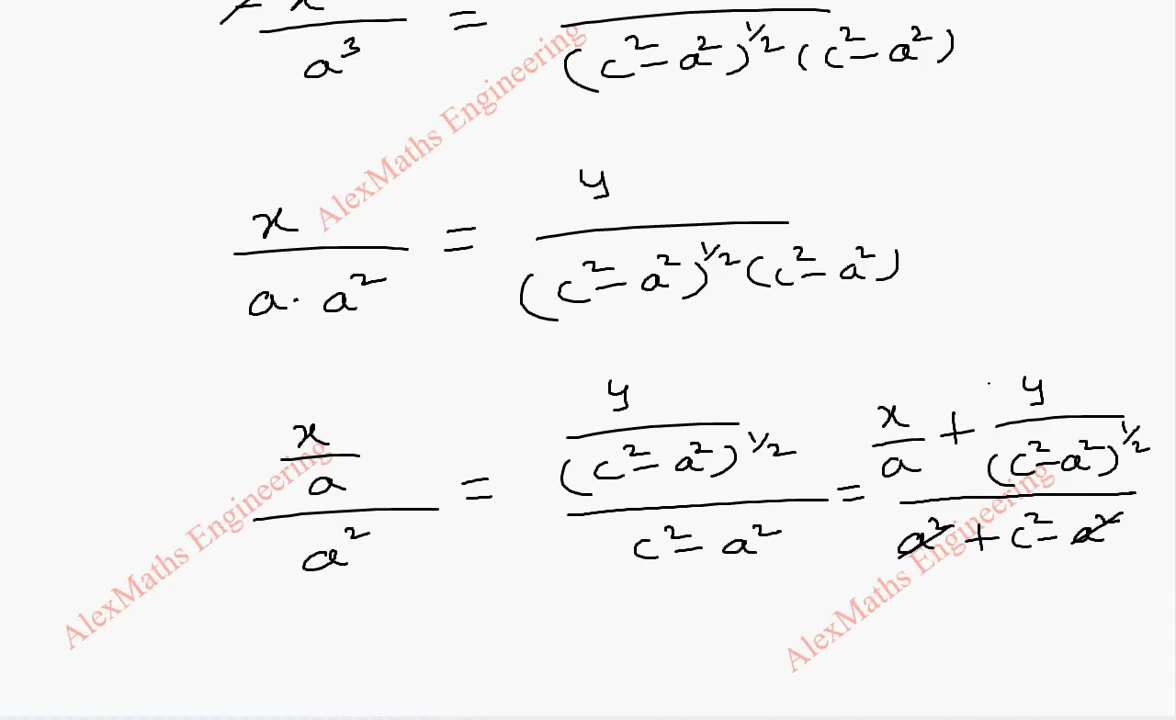 x/a³ = /((c²-a²)^½ (c²-a²))
x/(a·a²) = y/((c²-a²)^½ (c²-a²))
(x/a)/a² = (y/(c²-a²)^½)/(c²-a²) = (x/a + y/(c²-a²)^½)/(a²+c²-a²)
AlexMaths Engineering
AlexMaths Engineering
AlexMaths Engineering